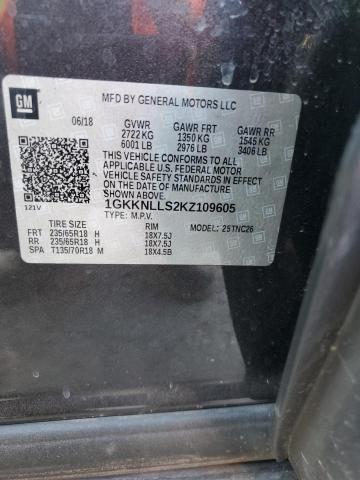 GM
MFD BY GENERAL MOTORS LLC
06/18 GVWR GAWR FRT GAWR RR
2722 KG 1350 KG 1545 KG
6001 LB 2976 LB 3406 LB
THIS VEHICLE CONFORMS TO ALL
APPLICABLE U.S. FEDERAL MOTOR
VEHICLE SAFETY STANDARDS IN EFFECT
ON THE DATE OF MANUFACTURE
SHOWN ABOVE.
1GKKNLLS2KZ109605
121V TYPE: M.P.V.
TIRE SIZE RIM MODEL: 25TNC26
FRT 235/65R18 H 18X7.5J
RR 235/65R18 H 18X7.5J
SPA T135/70R18 M 18X4.5B